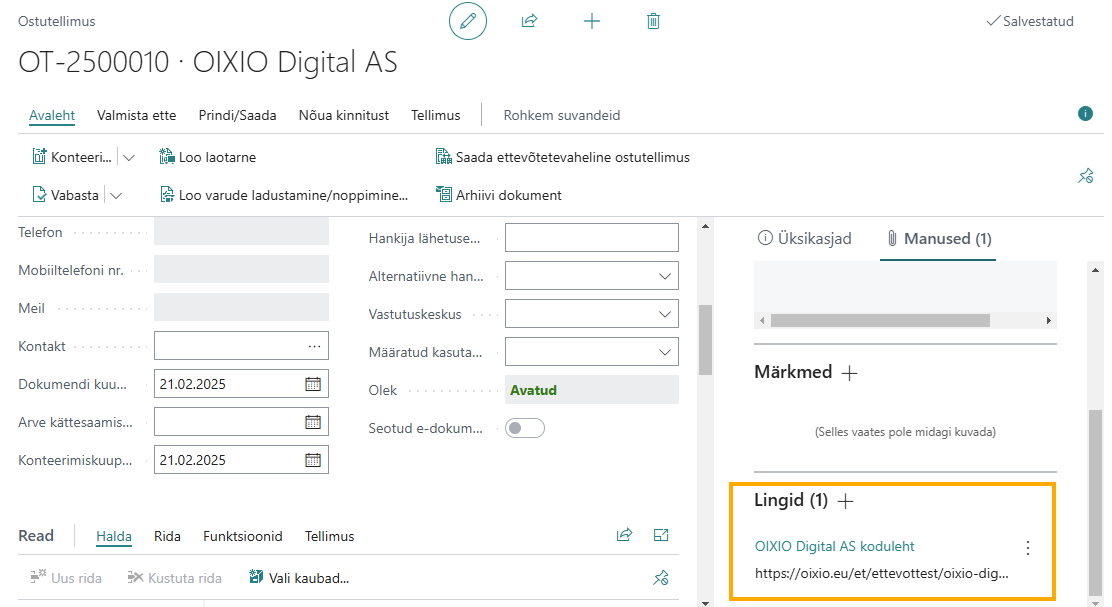 Ostutellimus
Salvestatud
OT-2500010 · OIXIO Digital AS
Avaleht Valmista ette Prindi/Saada Nõua kinnitust Tellimus Rohkem suvandeid
Konteeri... Loo laotarne Saada ettevõtetevaheline ostutellimus
Vabasta Loo varude ladustamine/noppimine... Arhiivi dokument
Telefon
Mobiiltelefoni nr.
Meil
Kontakt
Dokumendi kuu... 21.02.2025
Arve kättesaamis...
Konteerimiskuup... 21.02.2025
Hankija lähetuse...
Alternatiivne han...
Vastutuskeskus
Määratud kasuta...
Olek Avatud
Seotud e-dokum...
Read Halda Rida Funktsioonid Tellimus
Uus rida Kustuta rida Vali kaubad...
Üksikasjad Manused (1)
Märkmed
(Selles vaates pole midagi kuvada)
Lingid (1)
OIXIO Digital AS koduleht
https://oixio.eu/et/ettevottest/oixio-dig...